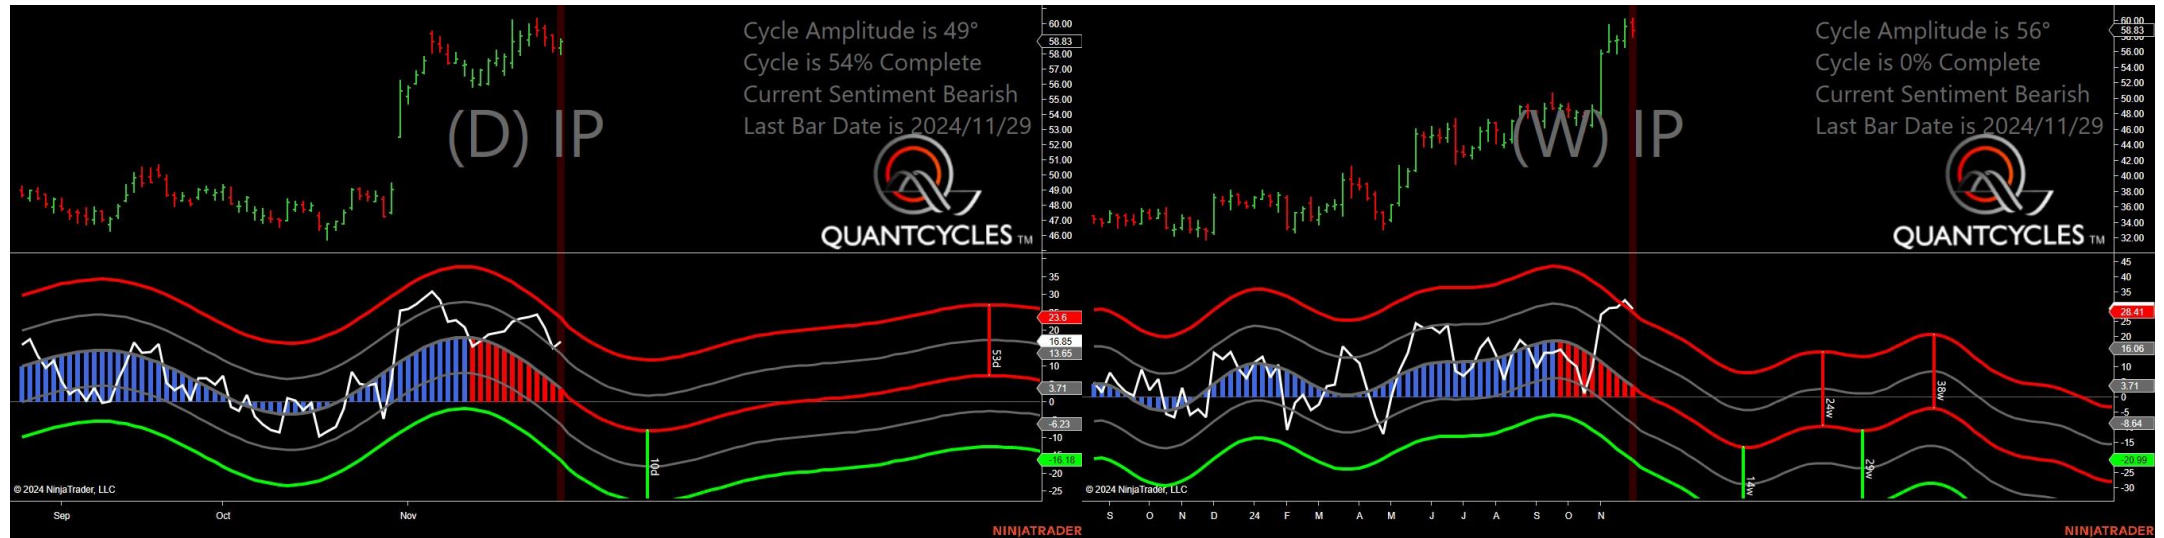 Cycle Amplitude is 49°
Cycle is 54% Complete
Current Sentiment Bearish
Last Bar Date is 2024/11/29
(D) IP
QUANTCYCLES TM
60.00
58.83
58.00
57.00
56.00
55.00
54.00
53.00
52.00
51.00
50.00
49.00
48.00
47.00
46.00
35
30
23.6
20
16.85
13.65
10
3.71
0
-6.23
-10
-16.18
-20
-25
53d
10d
© 2024 NinjaTrader, LLC
Sep
Oct
Nov
NINJATRADER
Cycle Amplitude is 56°
Cycle is 0% Complete
Current Sentiment Bearish
Last Bar Date is 2024/11/29
(W) IP
QUANTCYCLES TM
60.00
58.83
56.00
54.00
52.00
50.00
48.00
46.00
44.00
42.00
40.00
38.00
36.00
34.00
32.00
45
40
35
28.41
25
20
16.06
10
3.71
0
-5
-8.64
-15
-20.99
-25
-30
14w
24w
29w
38w
© 2024 NinjaTrader, LLC
S
O
N
D
24
F
M
A
M
J
J
A
S
O
N
NINJATRADER